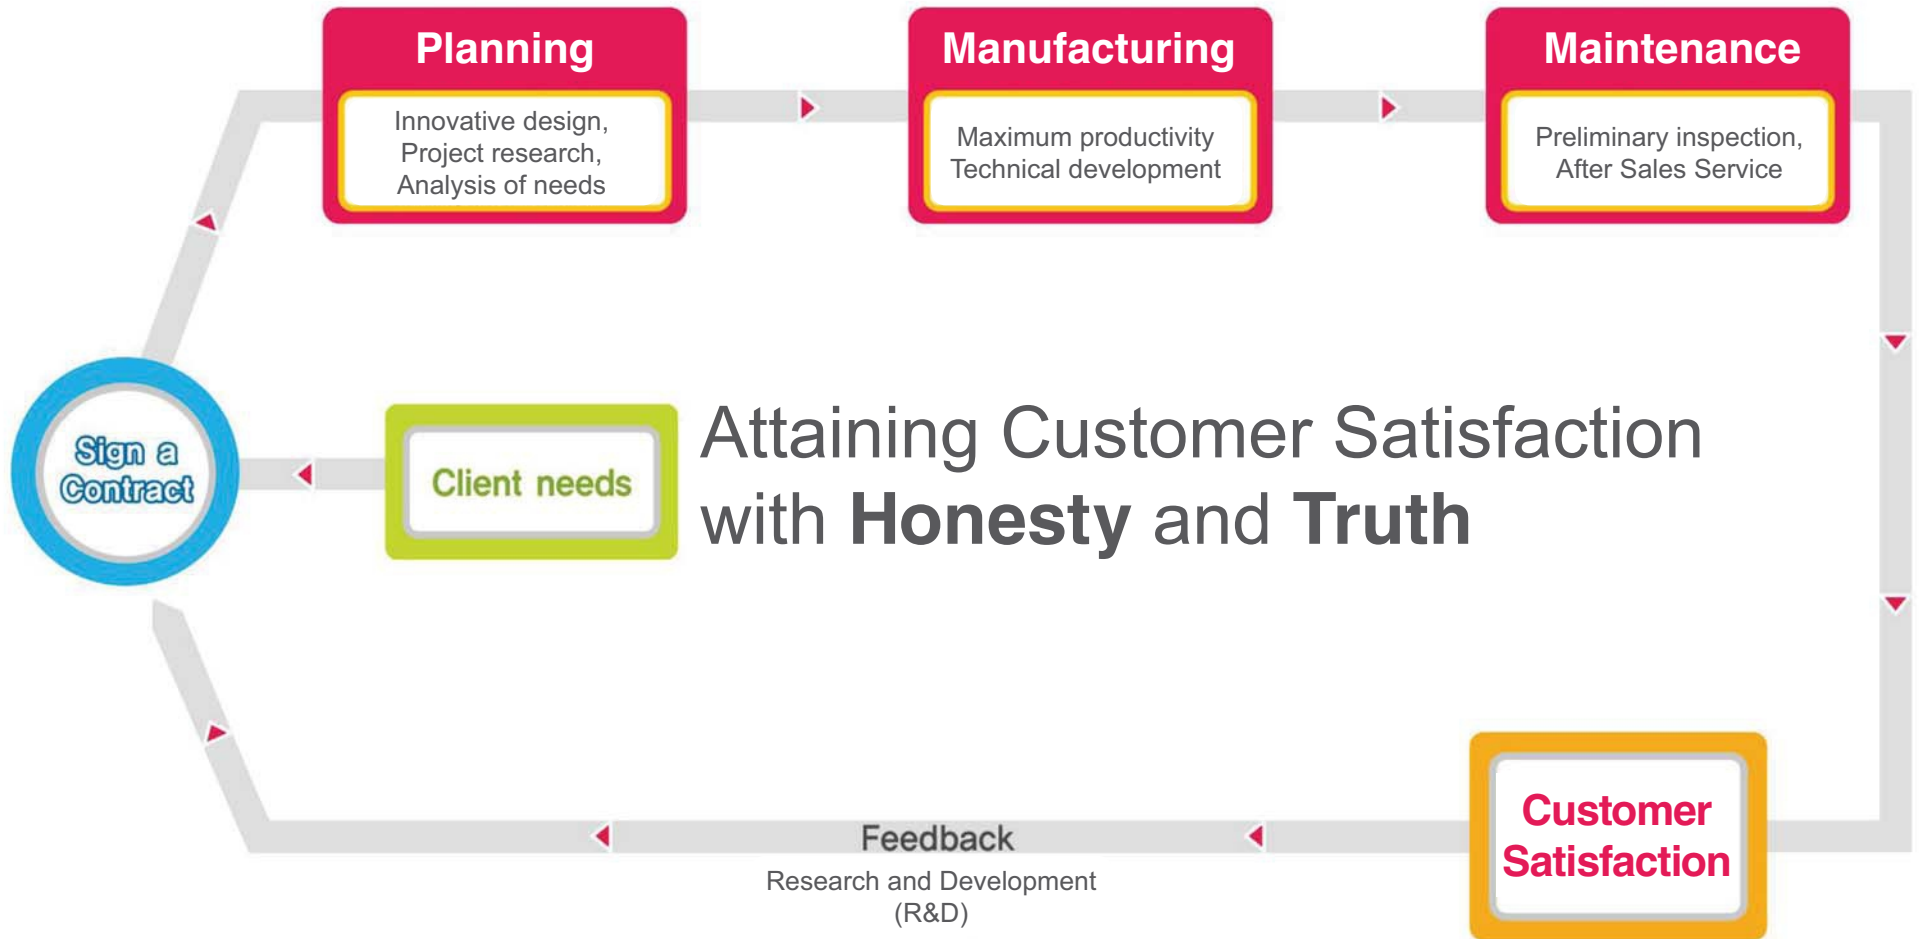 Planning
Innovative design,
Project research,
Analysis of needs
Manufacturing
Maximum productivity
Technical development
Maintenance
Preliminary inspection,
After Sales Service
Sign a
Contract
Client needs
Attaining Customer Satisfaction
with Honesty and Truth
Customer
Satisfaction
Feedback
Research and Development
(R&D)